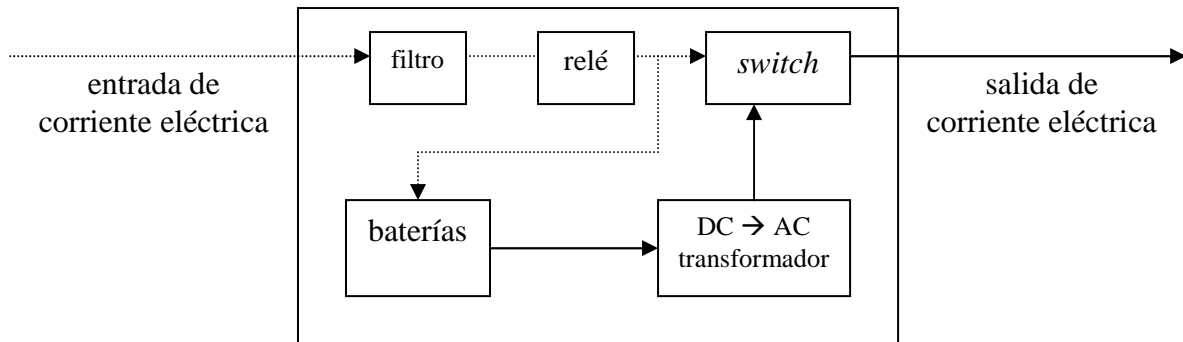 filtro
relé
switch
entrada de
corriente eléctrica
salida de
corriente eléctrica
baterías
DC → AC
transformador